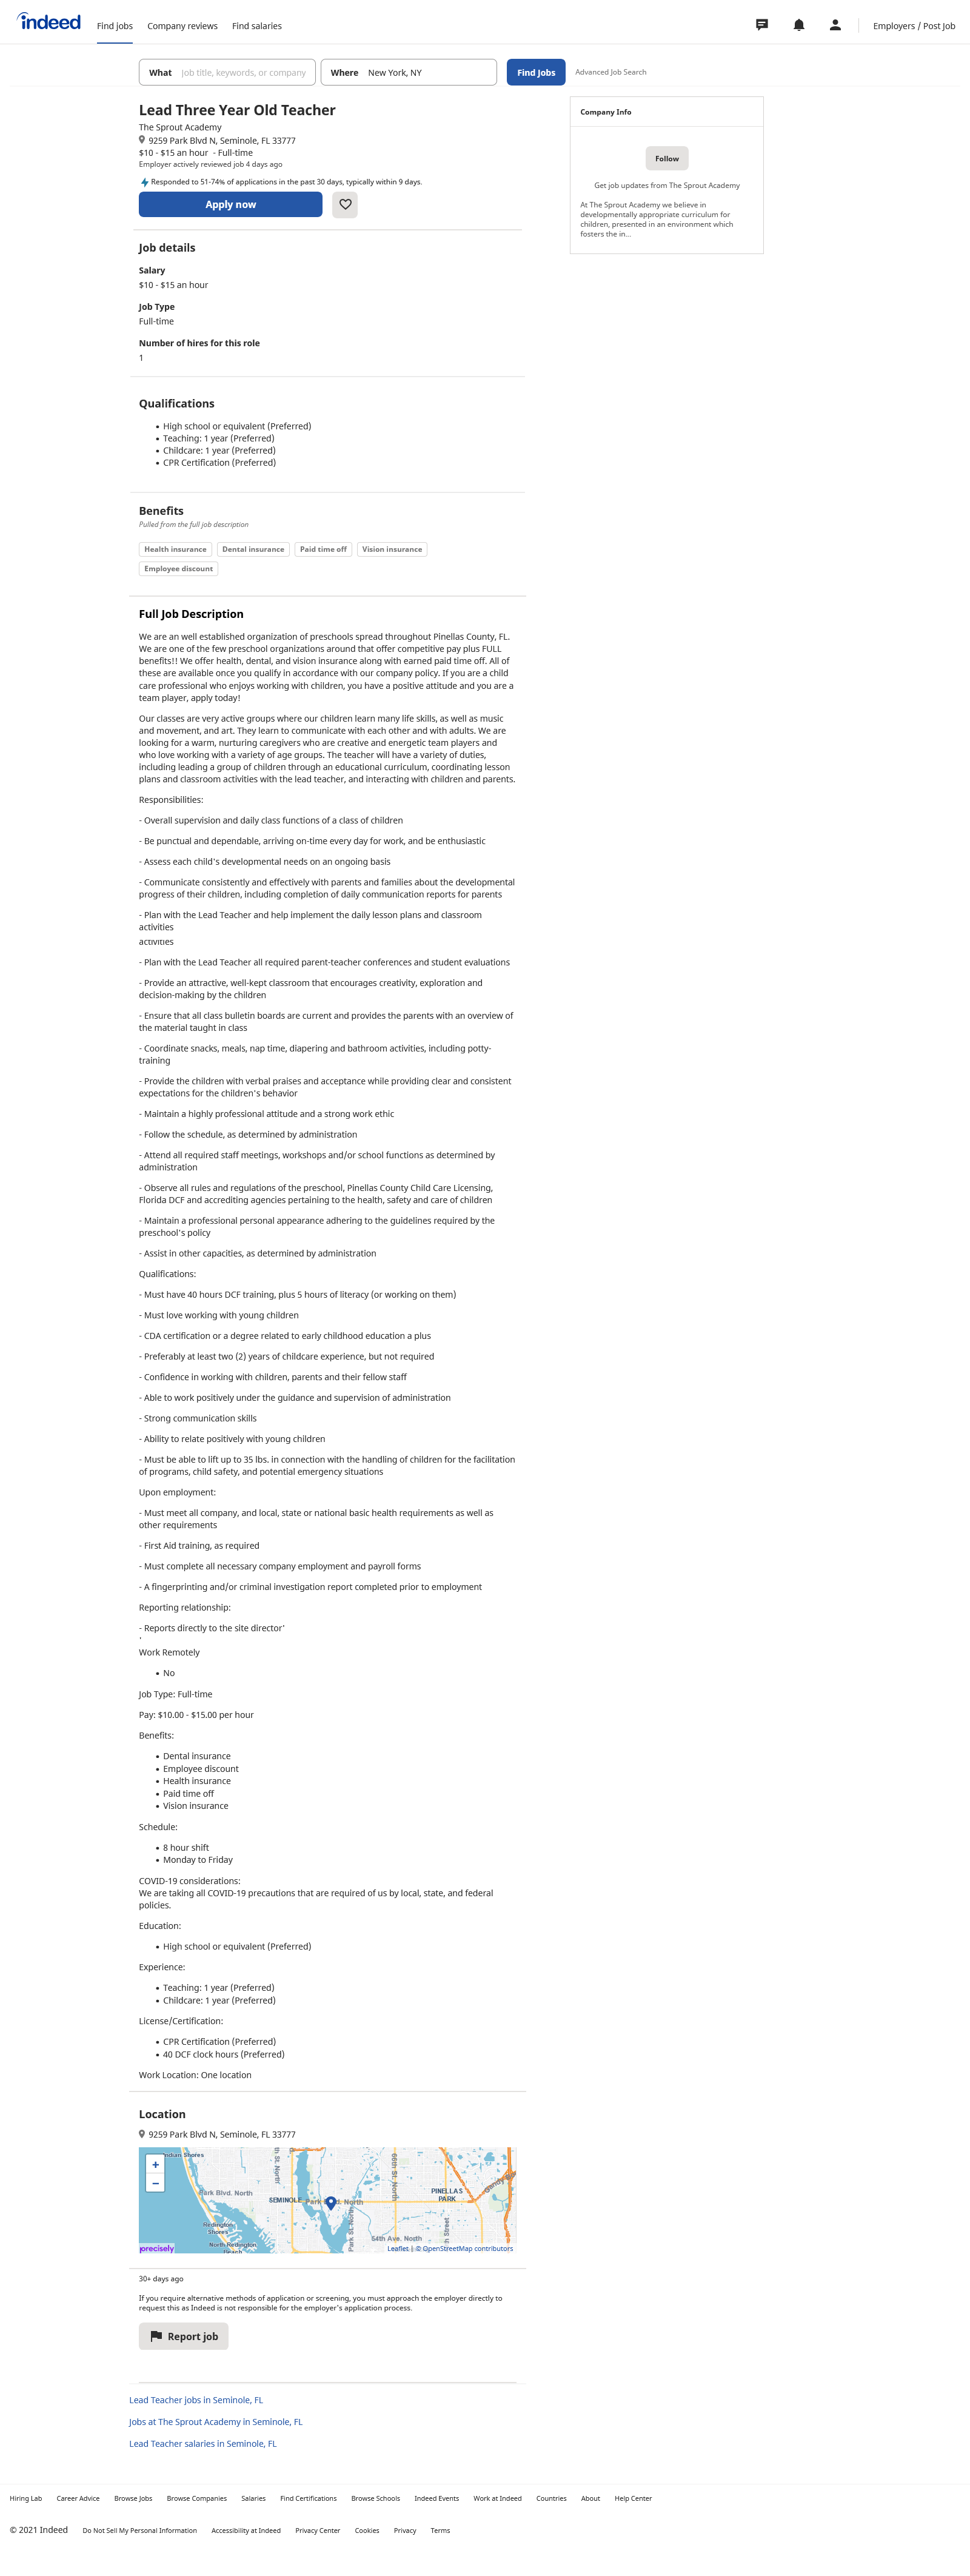 indeed
Find jobs
Company reviews
Find salaries
Employers / Post Job
What
Job title, keywords, or company
Where
New York, NY
Find Jobs
Advanced Job Search
Lead Three Year Old Teacher
The Sprout Academy
9259 Park Blvd N, Seminole, FL 33777
$10 - $15 an hour - Full-time
Employer actively reviewed job 4 days ago
Responded to 51-74% of applications in the past 30 days, typically within 9 days.
Apply now
Company Info
Follow
Get job updates from The Sprout Academy
At The Sprout Academy we believe in
developmentally appropriate curriculum for
children, presented in an environment which
fosters the in...
Job details
Salary
$10 - $15 an hour
Job Type
Full-time
Number of hires for this role
1
Qualifications
• High school or equivalent (Preferred)
• Teaching: 1 year (Preferred)
• Childcare: 1 year (Preferred)
• CPR Certification (Preferred)
Benefits
Pulled from the full job description
Health insurance
Dental insurance
Paid time off
Vision insurance
Employee discount
Full Job Description
We are an well established organization of preschools spread throughout Pinellas County, FL.
We are one of the few preschool organizations around that offer competitive pay plus FULL
benefits!! We offer health, dental, and vision insurance along with earned paid time off. All of
these are available once you qualify in accordance with our company policy. If you are a child
care professional who enjoys working with children, you have a positive attitude and you are a
team player, apply today!
Our classes are very active groups where our children learn many life skills, as well as music
and movement, and art. They learn to communicate with each other and with adults. We are
looking for a warm, nurturing caregivers who are creative and energetic team players and
who love working with a variety of age groups. The teacher will have a variety of duties,
including leading a group of children through an educational curriculum, coordinating lesson
plans and classroom activities with the lead teacher, and interacting with children and parents.
Responsibilities:
- Overall supervision and daily class functions of a class of children
- Be punctual and dependable, arriving on-time every day for work, and be enthusiastic
- Assess each child's developmental needs on an ongoing basis
- Communicate consistently and effectively with parents and families about the developmental
progress of their children, including completion of daily communication reports for parents
- Plan with the Lead Teacher and help implement the daily lesson plans and classroom
activities
activities
- Plan with the Lead Teacher all required parent-teacher conferences and student evaluations
- Provide an attractive, well-kept classroom that encourages creativity, exploration and
decision-making by the children
- Ensure that all class bulletin boards are current and provides the parents with an overview of
the material taught in class
- Coordinate snacks, meals, nap time, diapering and bathroom activities, including potty-
training
- Provide the children with verbal praises and acceptance while providing clear and consistent
expectations for the children's behavior
- Maintain a highly professional attitude and a strong work ethic
- Follow the schedule, as determined by administration
- Attend all required staff meetings, workshops and/or school functions as determined by
administration
- Observe all rules and regulations of the preschool, Pinellas County Child Care Licensing,
Florida DCF and accrediting agencies pertaining to the health, safety and care of children
- Maintain a professional personal appearance adhering to the guidelines required by the
preschool's policy
- Assist in other capacities, as determined by administration
Qualifications:
- Must have 40 hours DCF training, plus 5 hours of literacy (or working on them)
- Must love working with young children
- CDA certification or a degree related to early childhood education a plus
- Preferably at least two (2) years of childcare experience, but not required
- Confidence in working with children, parents and their fellow staff
- Able to work positively under the guidance and supervision of administration
- Strong communication skills
- Ability to relate positively with young children
- Must be able to lift up to 35 lbs. in connection with the handling of children for the facilitation
of programs, child safety, and potential emergency situations
Upon employment:
- Must meet all company, and local, state or national basic health requirements as well as
other requirements
- First Aid training, as required
- Must complete all necessary company employment and payroll forms
- A fingerprinting and/or criminal investigation report completed prior to employment
Reporting relationship:
- Reports directly to the site director'
'
Work Remotely
• No
Job Type: Full-time
Pay: $10.00 - $15.00 per hour
Benefits:
• Dental insurance
• Employee discount
• Health insurance
• Paid time off
• Vision insurance
Schedule:
• 8 hour shift
• Monday to Friday
COVID-19 considerations:
We are taking all COVID-19 precautions that are required of us by local, state, and federal
policies.
Education:
• High school or equivalent (Preferred)
Experience:
• Teaching: 1 year (Preferred)
• Childcare: 1 year (Preferred)
License/Certification:
• CPR Certification (Preferred)
• 40 DCF clock hours (Preferred)
Work Location: One location
Location
9259 Park Blvd N, Seminole, FL 33777
+
−
Indian Shores
Park Blvd. North
SEMINOLE
Park Blvd. North
66th St. North
PINELLAS
PARK
Gandy B
Redington
Shores
North Redington
Beach
Park St. North
54th Ave. North
th Street
th St. North
precisely
Leaflet | © OpenStreetMap contributors
30+ days ago
If you require alternative methods of application or screening, you must approach the employer directly to
request this as Indeed is not responsible for the employer's application process.
Report job
Lead Teacher jobs in Seminole, FL
Jobs at The Sprout Academy in Seminole, FL
Lead Teacher salaries in Seminole, FL
Hiring Lab
Career Advice
Browse Jobs
Browse Companies
Salaries
Find Certifications
Browse Schools
Indeed Events
Work at Indeed
Countries
About
Help Center
© 2021 Indeed
Do Not Sell My Personal Information
Accessibility at Indeed
Privacy Center
Cookies
Privacy
Terms